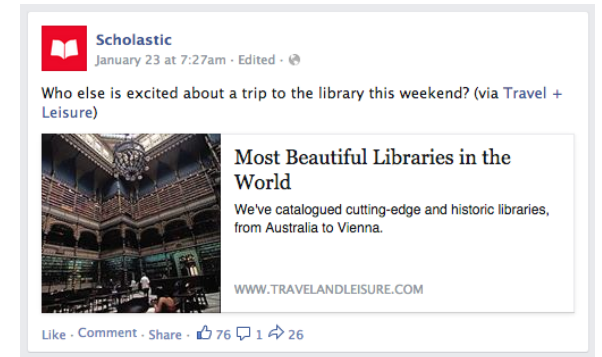 Scholastic
January 23 at 7:27am · Edited ·
Who else is excited about a trip to the library this weekend? (via Travel +
Leisure)
Most Beautiful Libraries in the
World
We've catalogued cutting-edge and historic libraries,
from Australia to Vienna.
WWW.TRAVELANDLEISURE.COM
Like · Comment · Share · 76 1 26